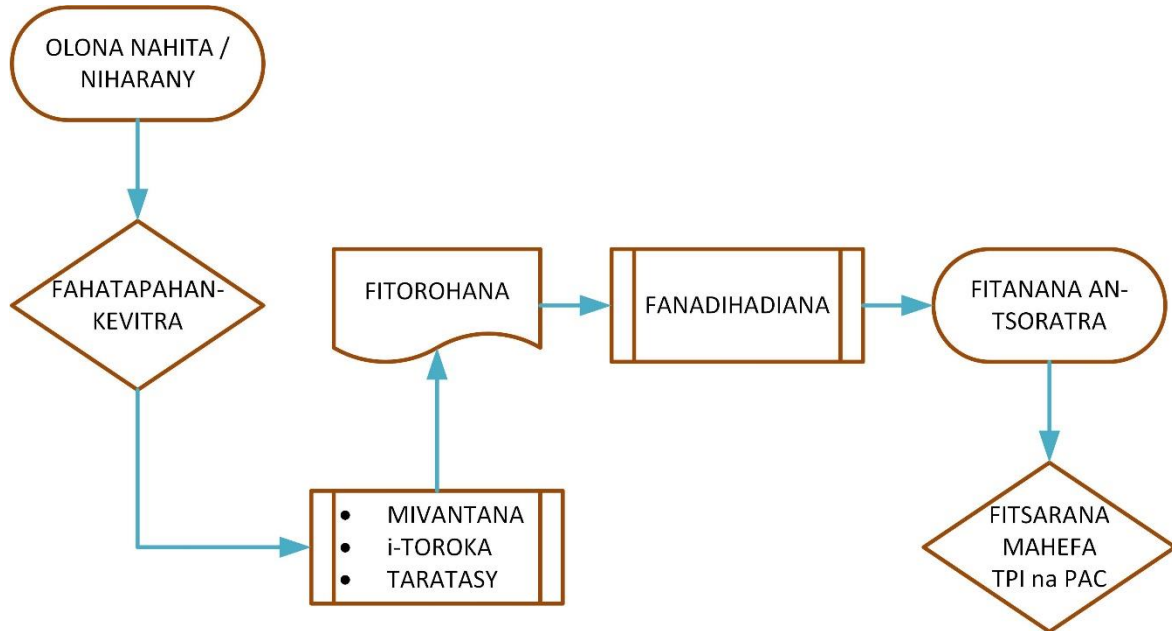 OLONA NAHITA /
NIHARANY
FAHATAPAHAN-
KEVITRA
• MIVANTANA
• i-TOROKA
• TARATASY
FITOROHANA
FANADIHADIANA
FITANANA AN-
TSORATRA
FITSARANA
MAHEFA
TPI na PAC